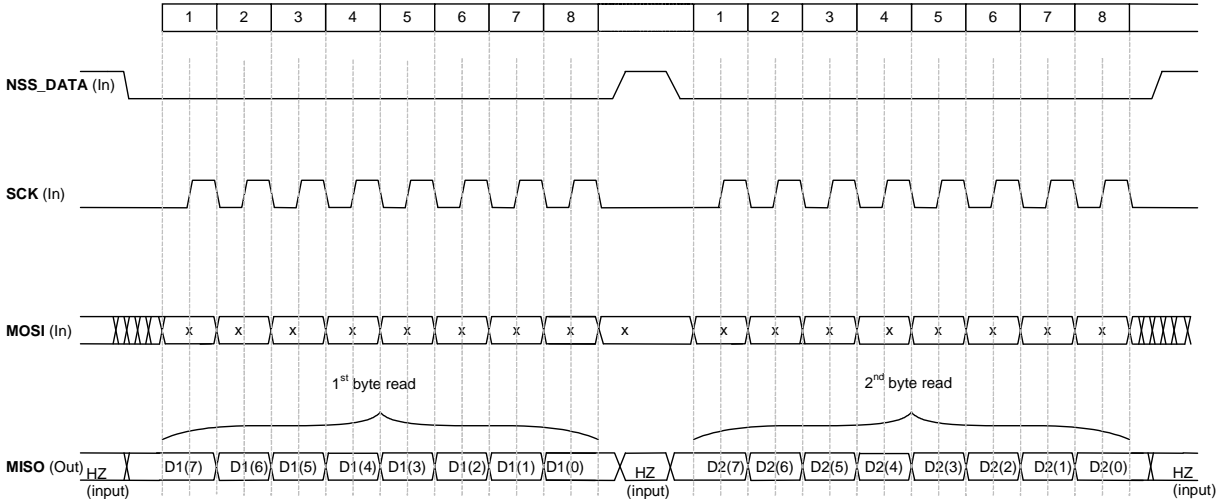 1 2 3 4 5 6 7 8 1 2 3 4 5 6 7 8
NSS_DATA (In)
SCK (In)
MOSI (In) x x x x x x x x x x x x x x x x x
1st byte read 2nd byte read
MISO (Out) HZ (input) D1(7) D1(6) D1(5) D1(4) D1(3) D1(2) D1(1) D1(0) HZ (input) D2(7) D2(6) D2(5) D2(4) D2(3) D2(2) D2(1) D2(0) HZ (input)